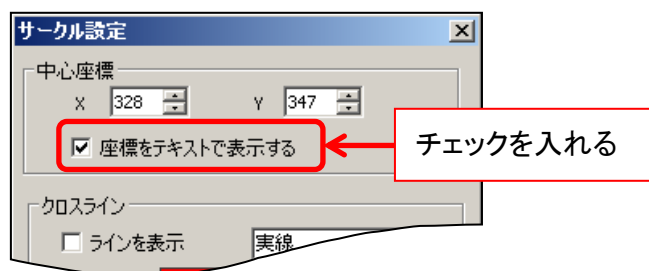 サークル設定
中心座標
X 328 Y 347
座標をテキストで表示する
チェックを入れる
クロスライン
ラインを表示 実線